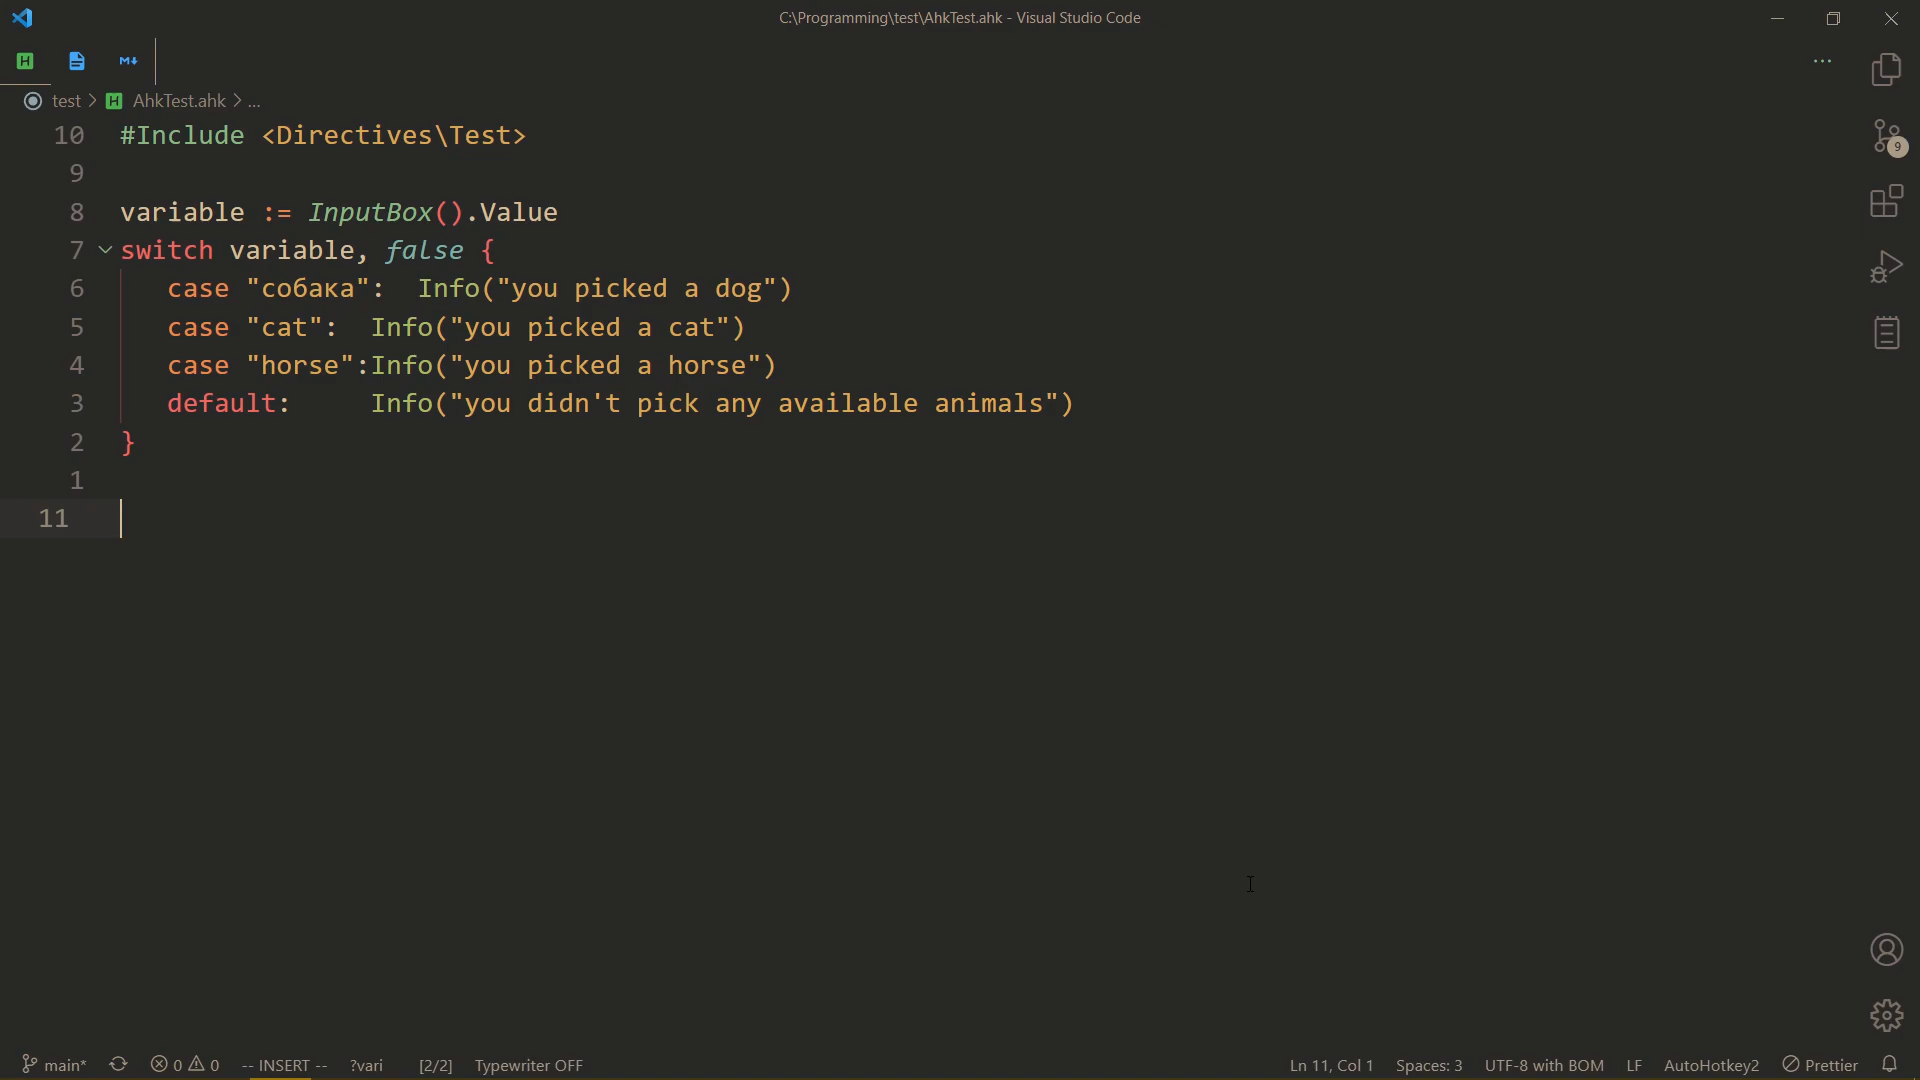 C:\Programming\test\AhkTest.ahk - Visual Studio Code
test > AhkTest.ahk > ...
10 #Include <Directives\Test>
9
8 variable := InputBox().Value
7 switch variable, false {
6 case "собака": Info("you picked a dog")
5 case "cat": Info("you picked a cat")
4 case "horse":Info("you picked a horse")
3 default: Info("you didn't pick any available animals")
2 }
1
11
9
main* 0 0 -- INSERT -- ?vari [2/2] Typewriter OFF Ln 11, Col 1 Spaces: 3 UTF-8 with BOM LF AutoHotkey2 Prettier